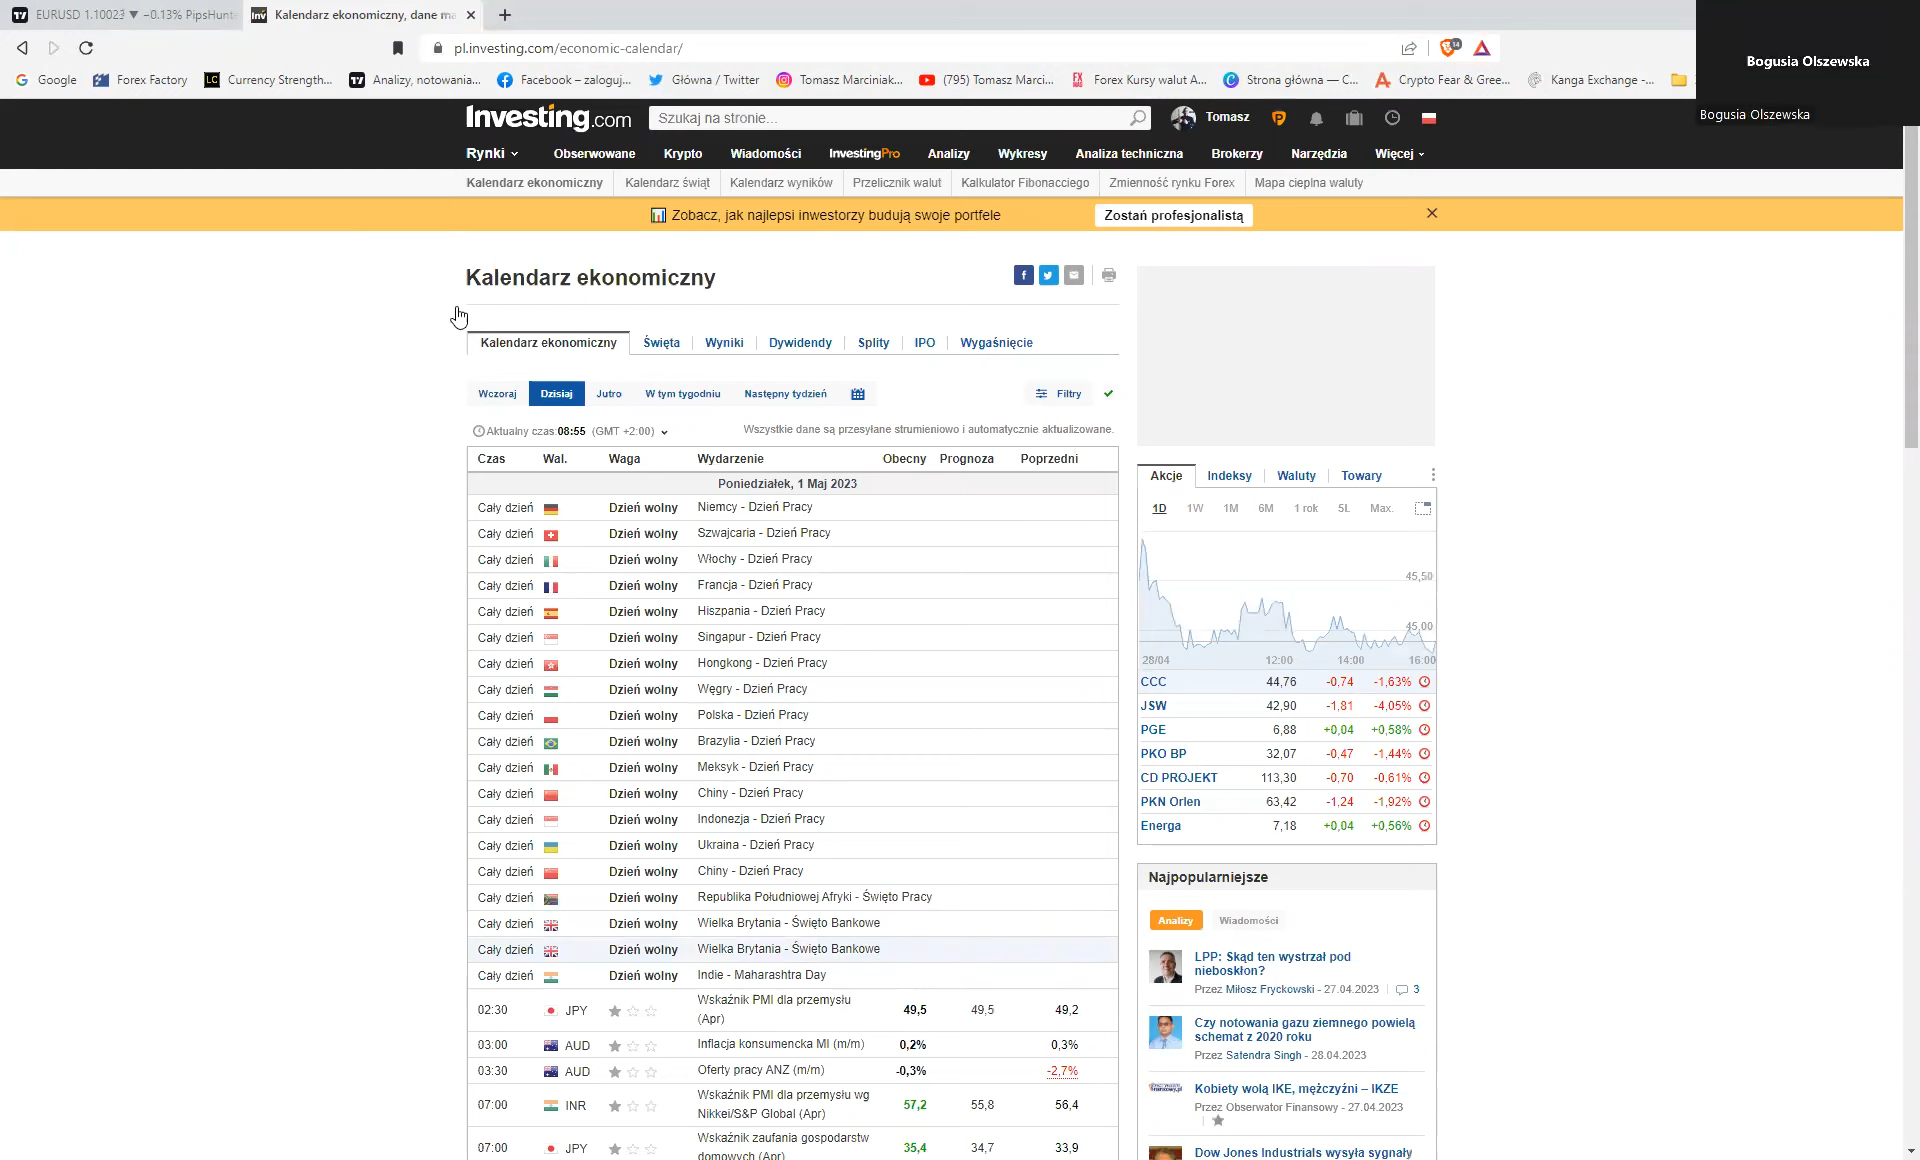 EURUSD 1.10023 ▼ −0.13% PipsHunt
Kalendarz ekonomiczny, dane ma
pl.investing.com/economic-calendar/
Google
Forex Factory
Currency Strength...
Analizy, notowania...
Facebook – zaloguj...
Główna / Twitter
Tomasz Marciniak...
(795) Tomasz Marci...
Forex Kursy walut A...
Strona główna — C...
Crypto Fear & Gree...
Kanga Exchange -...
Bogusia Olszewska
Bogusia Olszewska
Investing.com
Szukaj na stronie...
Tomasz
Rynki
Obserwowane
Krypto
Wiadomości
InvestingPro
Analizy
Wykresy
Analiza techniczna
Brokerzy
Narzędzia
Więcej
Kalendarz ekonomiczny
Kalendarz świąt
Kalendarz wyników
Przelicznik walut
Kalkulator Fibonacciego
Zmienność rynku Forex
Mapa cieplna waluty
Zobacz, jak najlepsi inwestorzy budują swoje portfele
Zostań profesjonalistą
Kalendarz ekonomiczny
Kalendarz ekonomiczny
Święta
Wyniki
Dywidendy
Splity
IPO
Wygaśnięcie
Wczoraj
Dzisiaj
Jutro
W tym tygodniu
Następny tydzień
Filtry
Aktualny czas:08:55 (GMT +2:00)
Wszystkie dane są przesyłane strumieniowo i automatycznie aktualizowane.
Czas Wal. Waga Wydarzenie Obecny Prognoza Poprzedni
Poniedziałek, 1 Maj 2023
Cały dzień Dzień wolny Niemcy - Dzień Pracy
Cały dzień Dzień wolny Szwajcaria - Dzień Pracy
Cały dzień Dzień wolny Włochy - Dzień Pracy
Cały dzień Dzień wolny Francja - Dzień Pracy
Cały dzień Dzień wolny Hiszpania - Dzień Pracy
Cały dzień Dzień wolny Singapur - Dzień Pracy
Cały dzień Dzień wolny Hongkong - Dzień Pracy
Cały dzień Dzień wolny Węgry - Dzień Pracy
Cały dzień Dzień wolny Polska - Dzień Pracy
Cały dzień Dzień wolny Brazylia - Dzień Pracy
Cały dzień Dzień wolny Meksyk - Dzień Pracy
Cały dzień Dzień wolny Chiny - Dzień Pracy
Cały dzień Dzień wolny Indonezja - Dzień Pracy
Cały dzień Dzień wolny Ukraina - Dzień Pracy
Cały dzień Dzień wolny Chiny - Dzień Pracy
Cały dzień Dzień wolny Republika Południowej Afryki - Święto Pracy
Cały dzień Dzień wolny Wielka Brytania - Święto Bankowe
Cały dzień Dzień wolny Wielka Brytania - Święto Bankowe
Cały dzień Dzień wolny Indie - Maharashtra Day
02:30 JPY Wskaźnik PMI dla przemysłu 49,5 49,5 49,2
(Apr)
03:00 AUD Inflacja konsumencka MI (m/m) 0,2% 0,3%
03:30 AUD Oferty pracy ANZ (m/m) -0,3% -2,7%
07:00 INR Wskaźnik PMI dla przemysłu wg 57,2 55,8 56,4
Nikkei/S&P Global (Apr)
07:00 JPY Wskaźnik zaufania gospodarstw 35,4 34,7 33,9
domowych (Apr)
Akcje
Indeksy
Waluty
Towary
1D 1W 1M 6M 1 rok 5L Max.
45,50
45,00
28/04 12:00 14:00 16:00
CCC 44,76 -0,74 -1,63%
JSW 42,90 -1,81 -4,05%
PGE 6,88 +0,04 +0,58%
PKO BP 32,07 -0,47 -1,44%
CD PROJEKT 113,30 -0,70 -0,61%
PKN Orlen 63,42 -1,24 -1,92%
Energa 7,18 +0,04 +0,56%
Najpopularniejsze
Analizy
Wiadomości
LPP: Skąd ten wystrzał pod
nieboskłon?
Przez Miłosz Fryckowski - 27.04.2023 3
Czy notowania gazu ziemnego powielą
schemat z 2020 roku
Przez Satendra Singh - 28.04.2023
Kobiety wolą IKE, mężczyźni – IKZE
Przez Obserwator Finansowy - 27.04.2023
Dow Jones Industrials wysyła sygnały